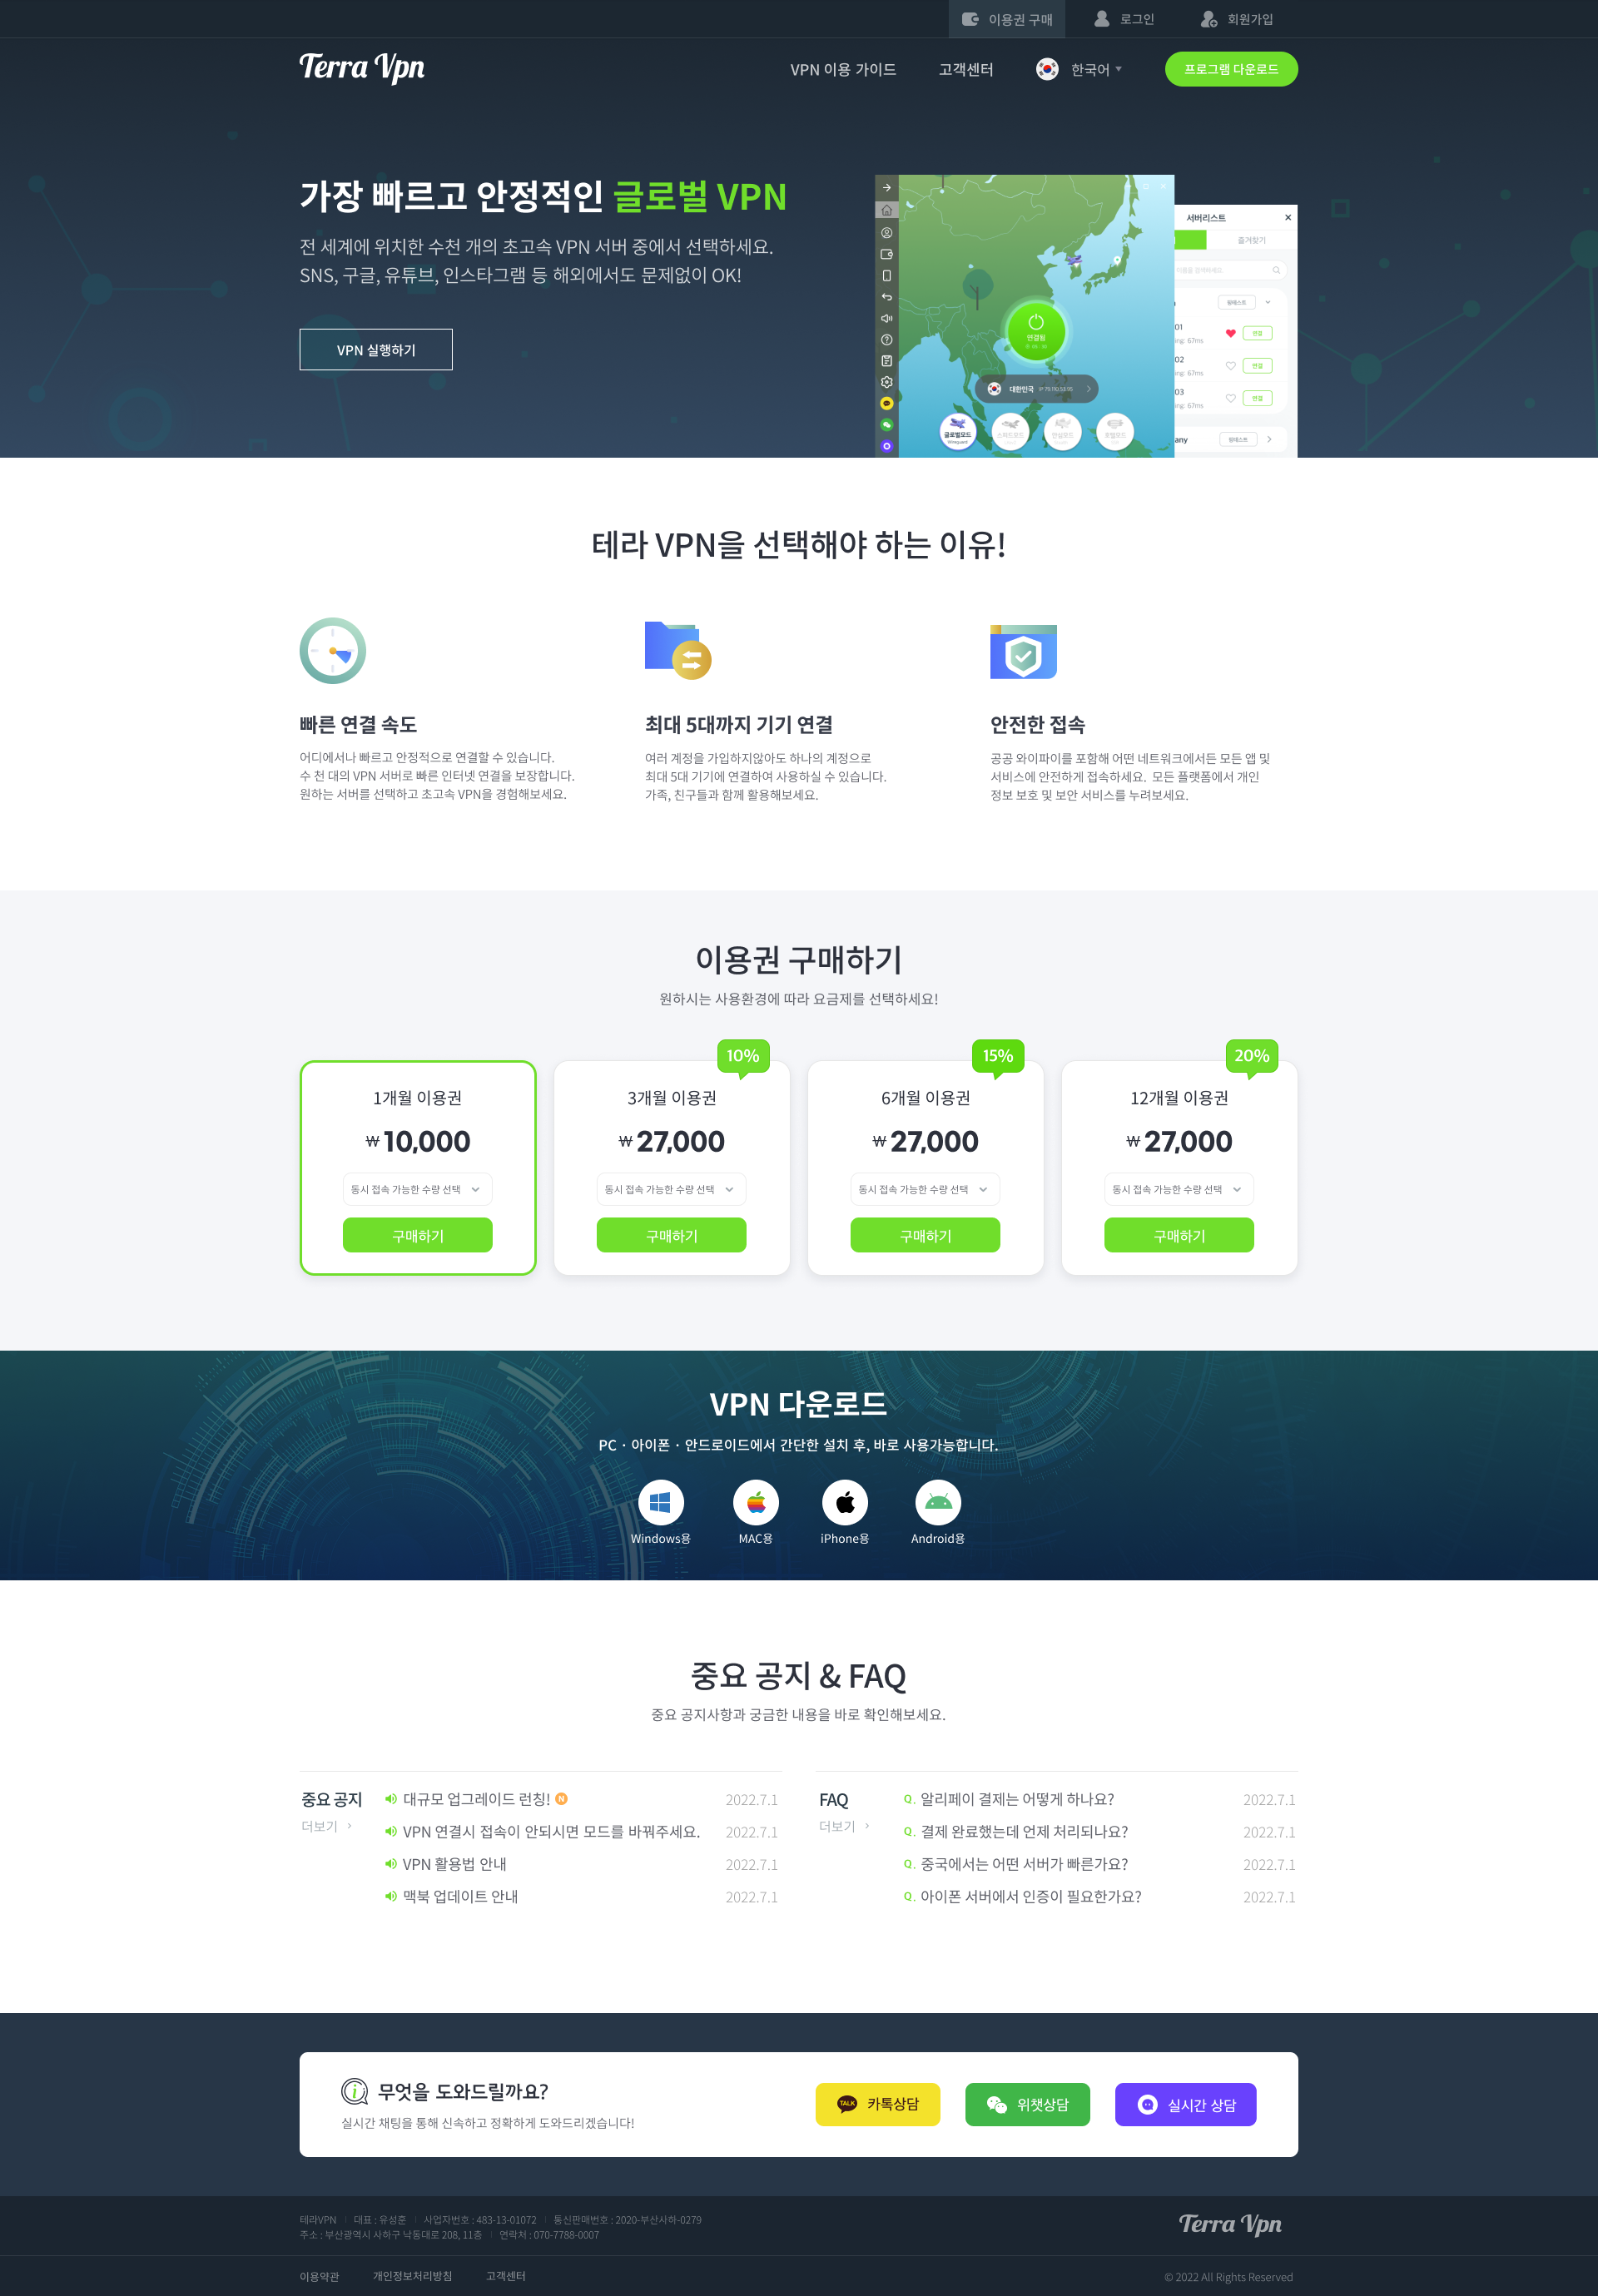 이용권 구매
로그인
회원가입
Terra Vpn
VPN 이용 가이드
고객센터
한국어
프로그램 다운로드
가장 빠르고 안정적인 글로벌 VPN
전 세계에 위치한 수천 개의 초고속 VPN 서버 중에서 선택하세요.
SNS, 구글, 유튜브, 인스타그램 등 해외에서도 문제없이 OK!
VPN 실행하기
연결됨
대한민국
글로벌모드
서버리스트
즐겨찾기
핑테스트
01
ing: 67ms
연결
02
ing: 67ms
연결
03
ing: 67ms
연결
any
핑테스트
테라 VPN을 선택해야 하는 이유!
빠른 연결 속도
어디에서나 빠르고 안정적으로 연결할 수 있습니다.
수 천 대의 VPN 서버로 빠른 인터넷 연결을 보장합니다.
원하는 서버를 선택하고 초고속 VPN을 경험해보세요.
최대 5대까지 기기 연결
여러 계정을 가입하지않아도 하나의 계정으로
최대 5대 기기에 연결하여 사용하실 수 있습니다.
가족, 친구들과 함께 활용해보세요.
안전한 접속
공공 와이파이를 포함해 어떤 네트워크에서든 모든 앱 및
서비스에 안전하게 접속하세요. 모든 플랫폼에서 개인
정보 보호 및 보안 서비스를 누려보세요.
이용권 구매하기
원하시는 사용환경에 따라 요금제를 선택하세요!
1개월 이용권
₩ 10,000
동시 접속 가능한 수량 선택
구매하기
10%
3개월 이용권
₩ 27,000
동시 접속 가능한 수량 선택
구매하기
15%
6개월 이용권
₩ 27,000
동시 접속 가능한 수량 선택
구매하기
20%
12개월 이용권
₩ 27,000
동시 접속 가능한 수량 선택
구매하기
VPN 다운로드
PC · 아이폰 · 안드로이드에서 간단한 설치 후, 바로 사용가능합니다.
Windows용
MAC용
iPhone용
Android용
중요 공지 & FAQ
중요 공지사항과 궁금한 내용을 바로 확인해보세요.
중요 공지
더보기
대규모 업그레이드 런칭! N 2022.7.1
VPN 연결시 접속이 안되시면 모드를 바꿔주세요. 2022.7.1
VPN 활용법 안내 2022.7.1
맥북 업데이트 안내 2022.7.1
FAQ
더보기
Q. 알리페이 결제는 어떻게 하나요? 2022.7.1
Q. 결제 완료했는데 언제 처리되나요? 2022.7.1
Q. 중국에서는 어떤 서버가 빠른가요? 2022.7.1
Q. 아이폰 서버에서 인증이 필요한가요? 2022.7.1
무엇을 도와드릴까요?
실시간 채팅을 통해 신속하고 정확하게 도와드리겠습니다!
TALK 카톡상담
위챗상담
실시간 상담
테라VPN | 대표 : 유성훈 | 사업자번호 : 483-13-01072 | 통신판매번호 : 2020-부산사하-0279
주소 : 부산광역시 사하구 낙동대로 208, 11층 | 연락처 : 070-7788-0007
Terra Vpn
이용약관
개인정보처리방침
고객센터
© 2022 All Rights Reserved